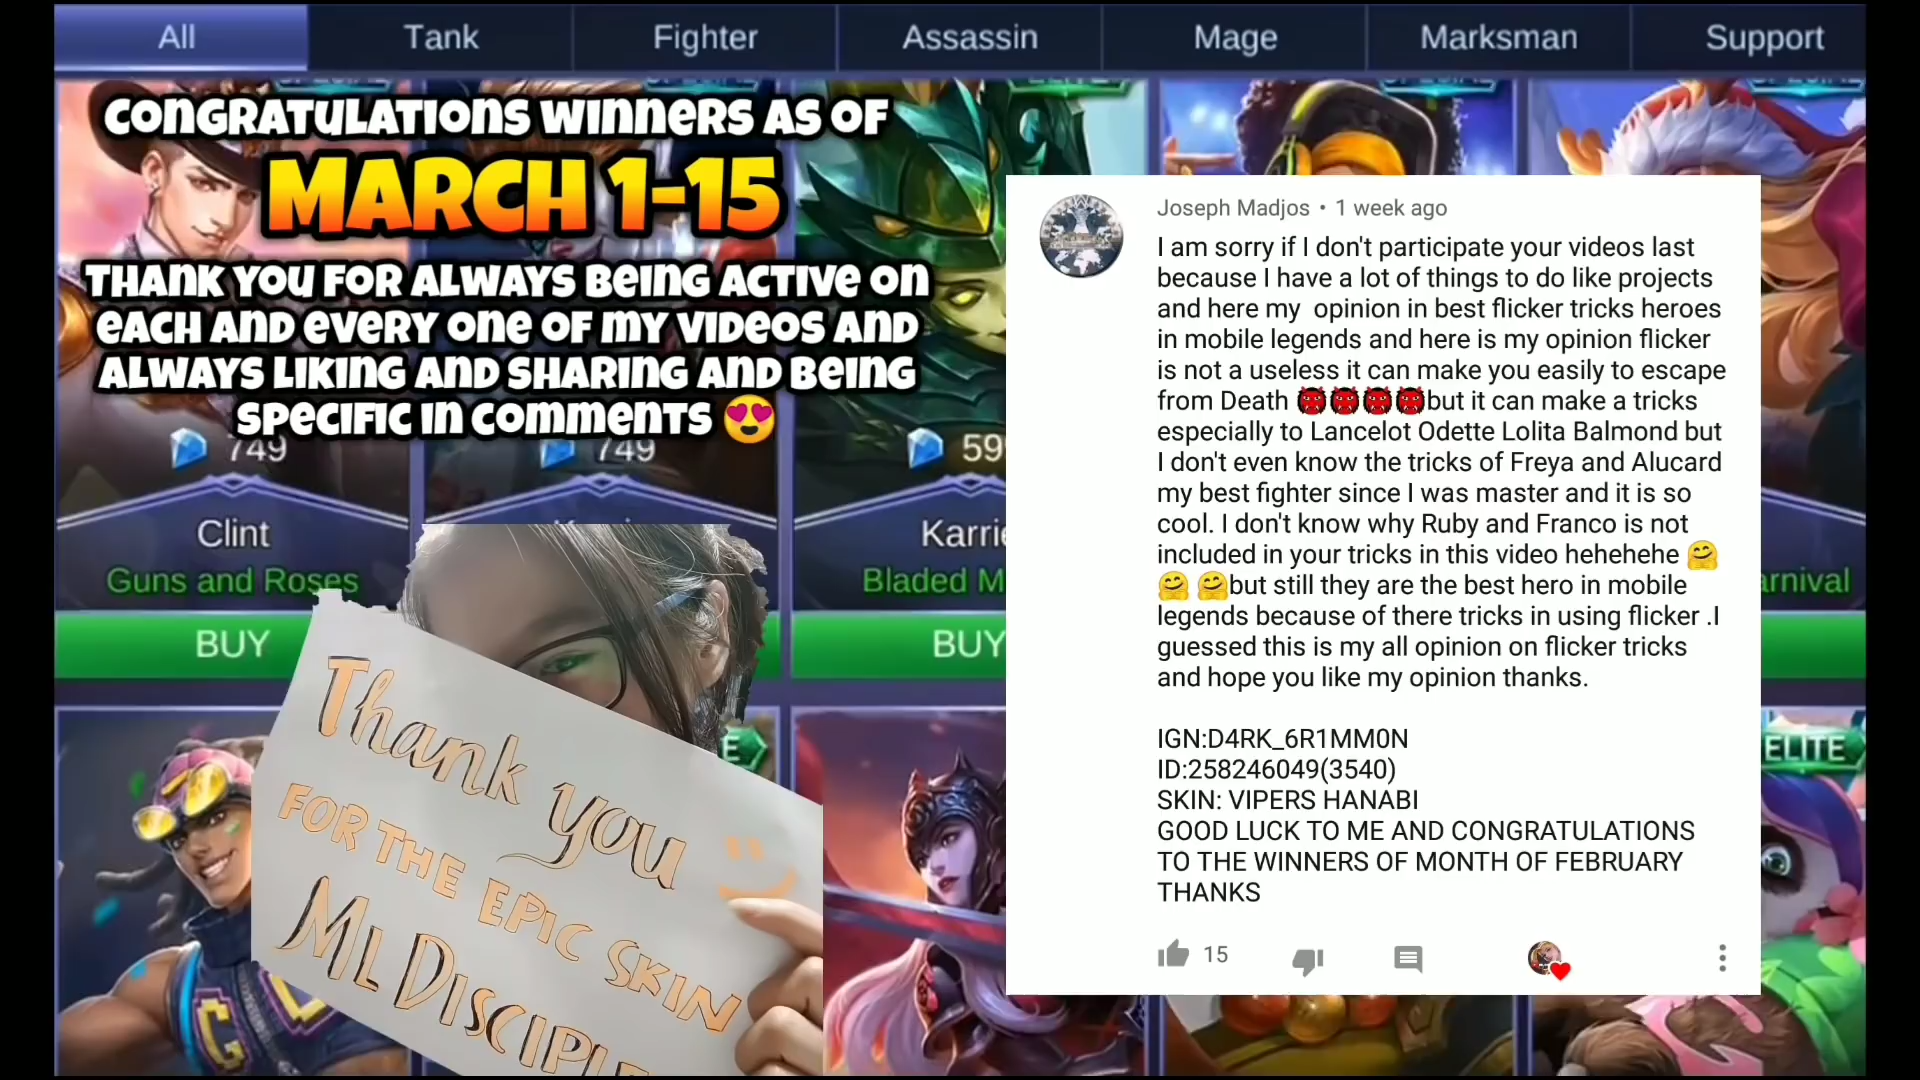 All
Tank
Fighter
Assassin
Mage
Marksman
Support
CONGRATULATIONS WINNERS AS OF
MARCH 1-15
THANK YOU FOR ALWAYS BEING ACTIVE ON
EACH AND EVERY ONE OF MY VIDEOS AND
ALWAYS LIKING AND SHARING AND BEING
SPECIFIC IN COMMENTS 😍
749
749
59
Clint
Karrie
Guns and Roses
Bladed M
arnival
BUY
BUY
ELITE
Thank you
FOR THE EPIC SKIN
ML DISCIPLE
Joseph Madjos • 1 week ago
I am sorry if I don't participate your videos last
because I have a lot of things to do like projects
and here my  opinion in best flicker tricks heroes
in mobile legends and here is my opinion flicker
is not a useless it can make you easily to escape
from Death 👹👹👹👹but it can make a tricks
especially to Lancelot Odette Lolita Balmond but
I don't even know the tricks of Freya and Alucard
my best fighter since I was master and it is so
cool. I don't know why Ruby and Franco is not
included in your tricks in this video hehehehe 🤗
🤗 🤗but still they are the best hero in mobile
legends because of there tricks in using flicker .I
guessed this is my all opinion on flicker tricks
and hope you like my opinion thanks.
IGN:D4RK_6R1MM0N
ID:258246049(3540)
SKIN: VIPERS HANABI
GOOD LUCK TO ME AND CONGRATULATIONS
TO THE WINNERS OF MONTH OF FEBRUARY
THANKS
15